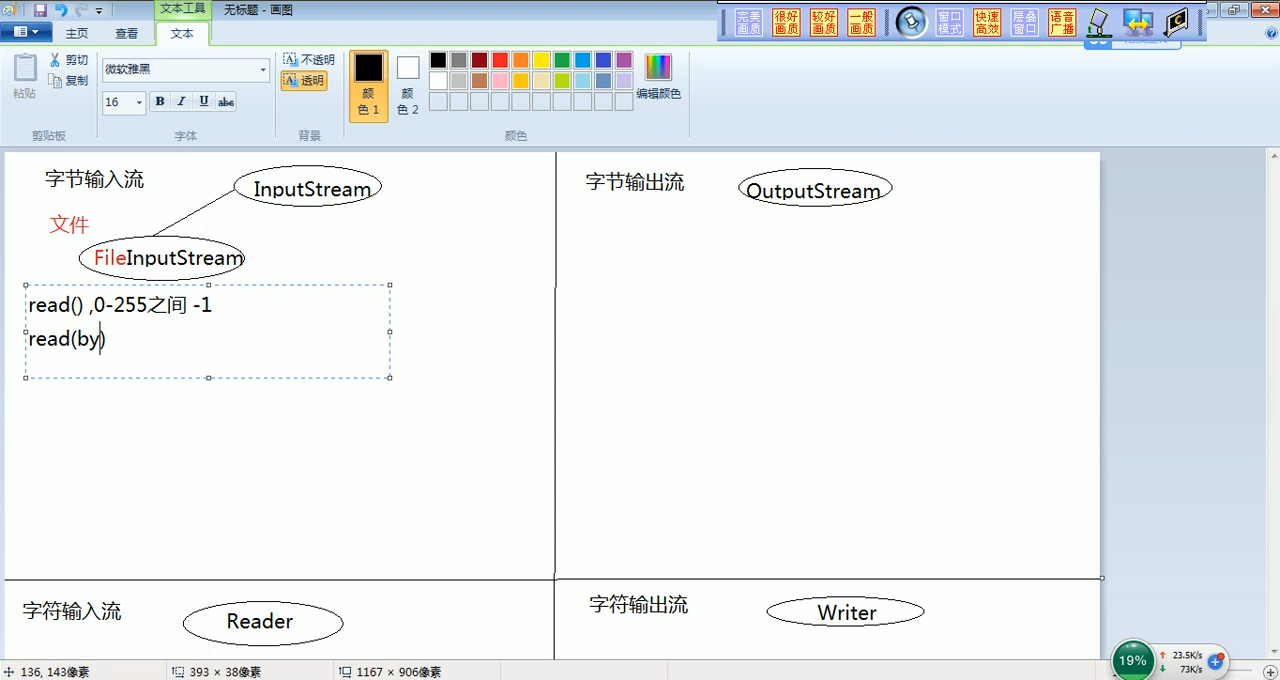 文本工具
无标题 - 画图
完美画质
很好画质
较好画质
一般画质
窗口模式
快速高效
层叠窗口
语音广播
主页
查看
文本
粘贴
剪切
复制
剪贴板
微软雅黑
16
B I U abc
字体
不透明
透明
背景
颜色 1
颜色 2
编辑颜色
颜色
字节输入流
InputStream
文件
FileInputStream
read() ,0-255之间 -1
read(by)
字节输出流
OutputStream
字符输入流
Reader
字符输出流
Writer
136, 143像素
393 × 38像素
1167 × 906像素
19%
23.5K/s
73K/s